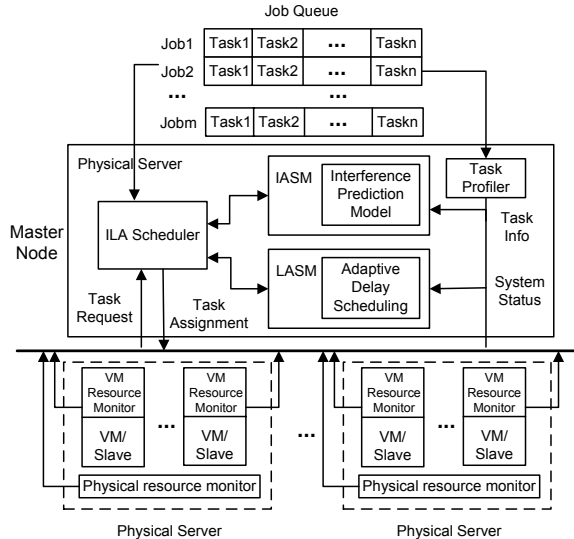 Job Queue
Job1 Task1 Task2 ... Taskn
Job2 Task1 Task2 ... Taskn
... ...
Jobm Task1 Task2 ... Taskn
Physical Server
IASM
Interference
Prediction
Model
Task
Profiler
ILA Scheduler
Master
Node
Task
Info
LASM
Adaptive
Delay
Scheduling
System
Status
Task
Request
Task
Assignment
VM
Resource
Monitor
VM/
Slave
...
VM
Resource
Monitor
VM/
Slave
Physical resource monitor
Physical Server
...
VM
Resource
Monitor
VM/
Slave
...
VM
Resource
Monitor
VM/
Slave
Physical resource monitor
Physical Server